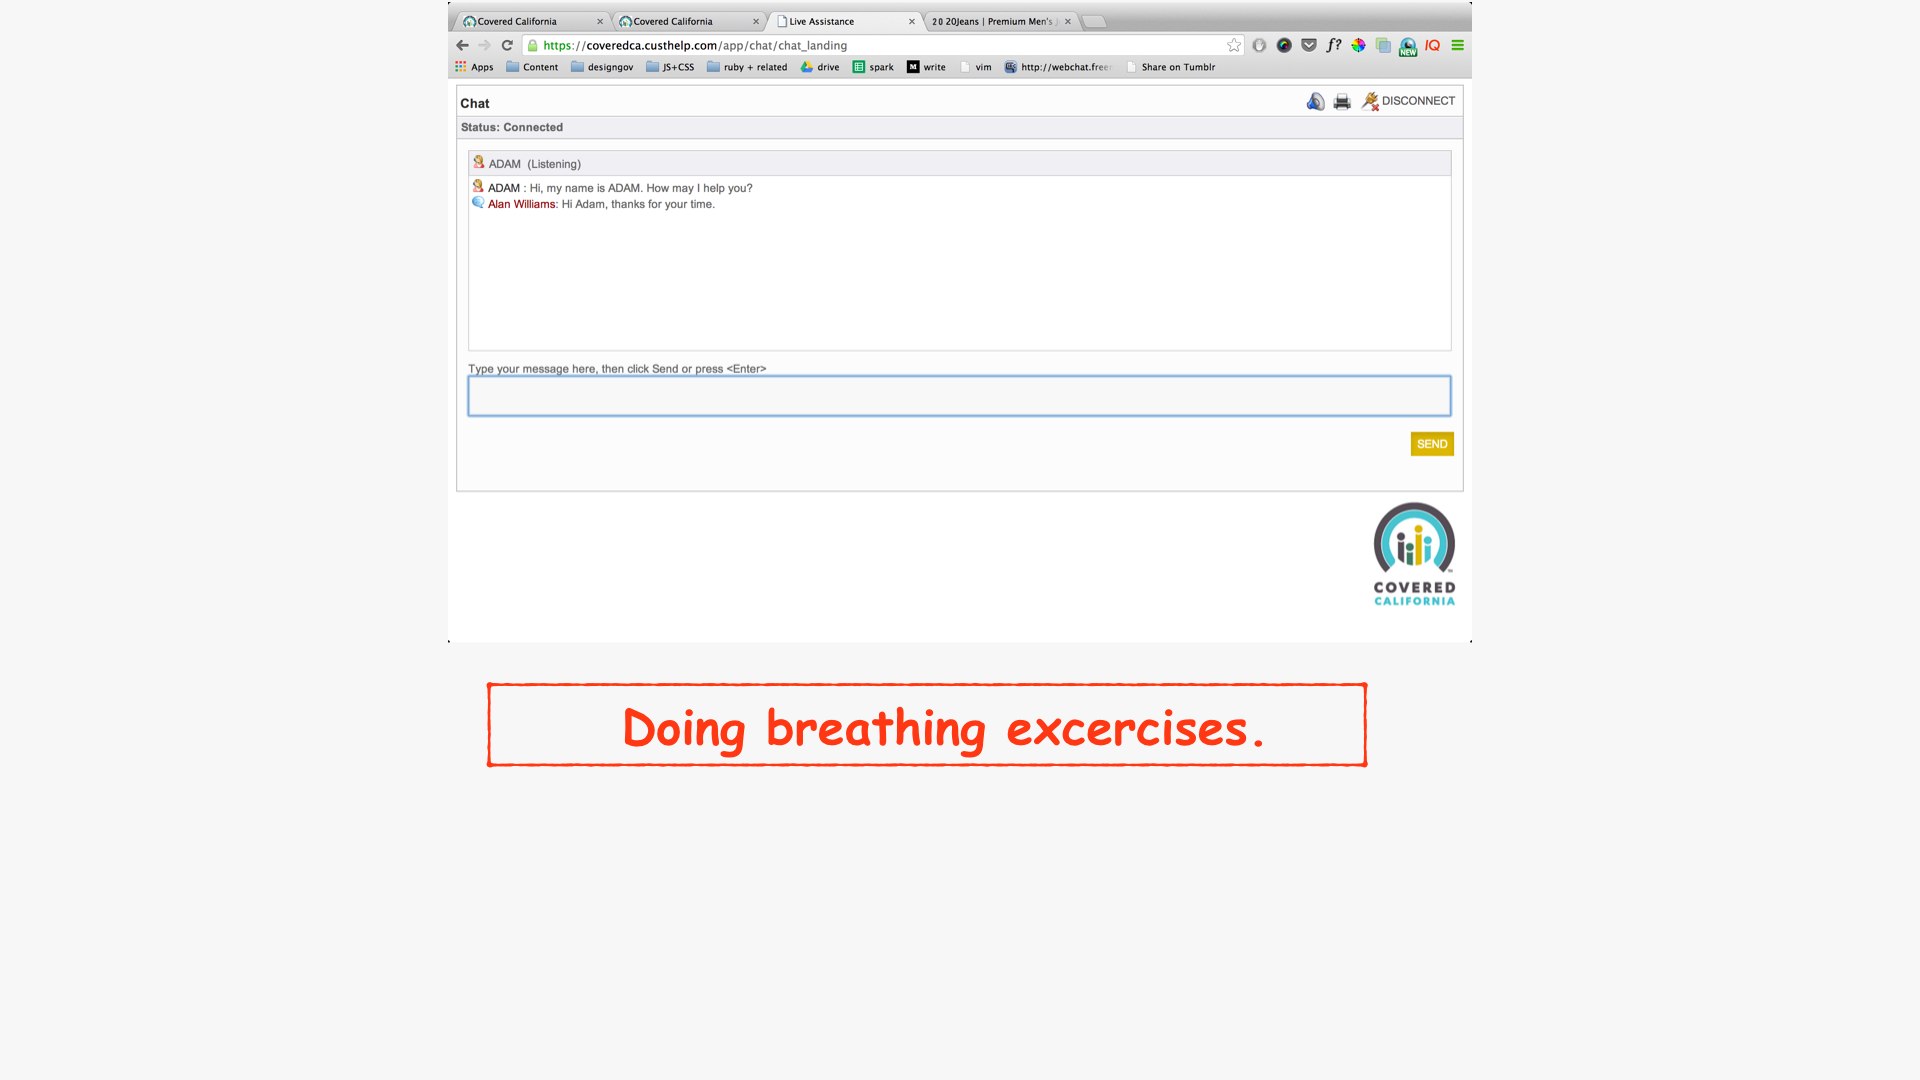 Covered California
Covered California
Live Assistance
20 20Jeans | Premium Men's
https://coveredca.custhelp.com/app/chat/chat_landing
f?
NEW
IQ
Apps
Content
designgov
JS+CSS
ruby + related
drive
spark
M write
vim
http://webchat.free
Share on Tumblr
Chat
DISCONNECT
Status: Connected
ADAM (Listening)
ADAM : Hi, my name is ADAM. How may I help you?
Alan Williams: Hi Adam, thanks for your time.
Type your message here, then click Send or press <Enter>
SEND
COVERED
CALIFORNIA
Doing breathing excercises.